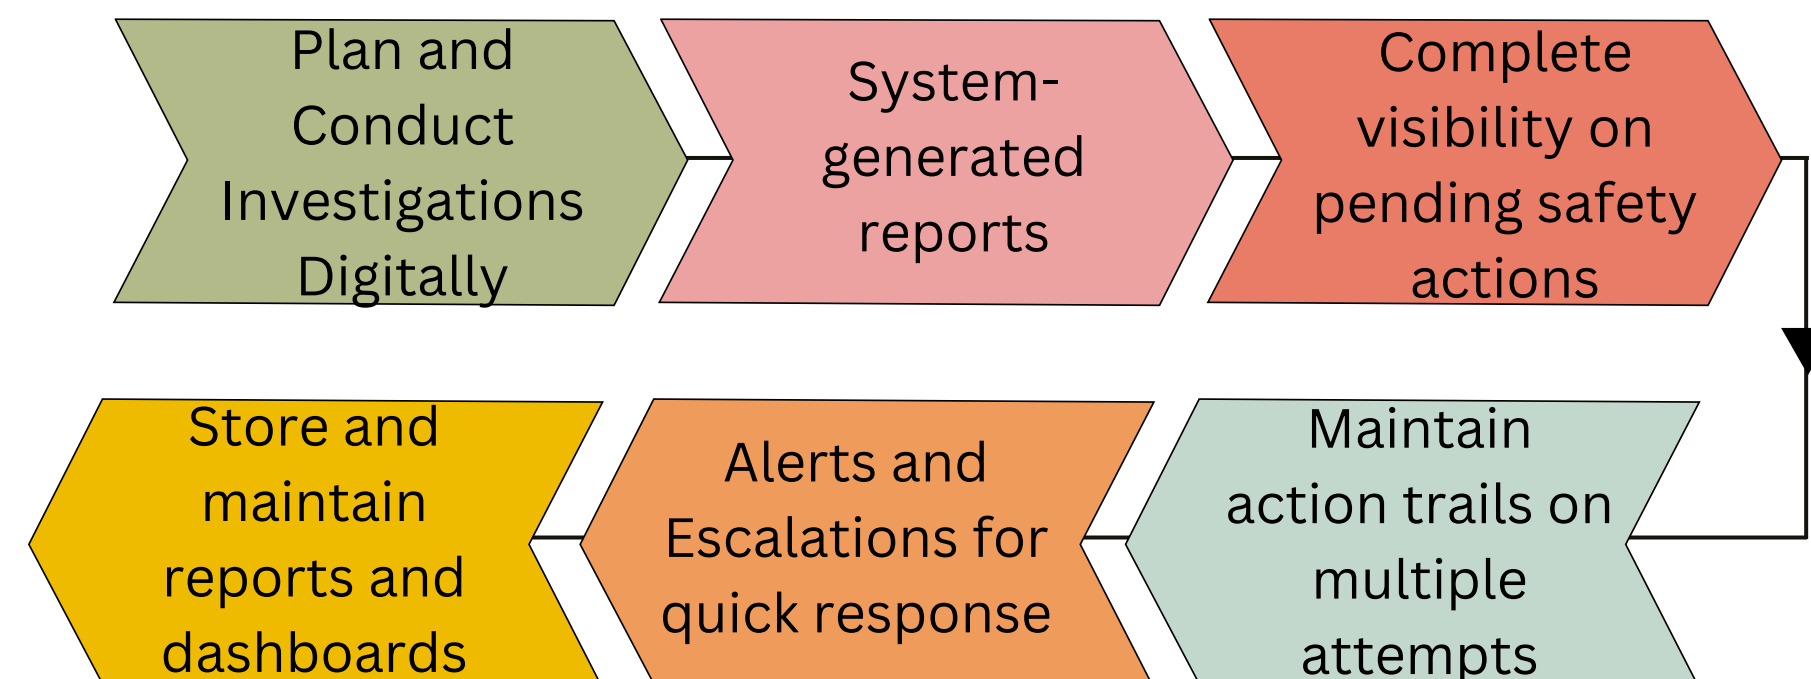 Plan and
Conduct
Investigations
Digitally
System-
generated
reports
Complete
visibility on
pending safety
actions
Maintain
action trails on
multiple
attempts
Alerts and
Escalations for
quick response
Store and
maintain
reports and
dashboards